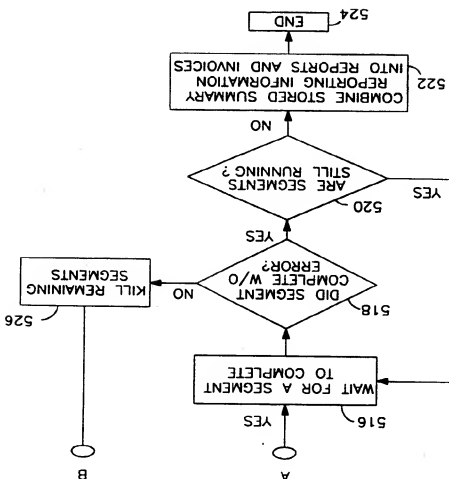 A
B
YES
516
WAIT FOR A SEGMENT
TO COMPLETE
518
DID SEGMENT
COMPLETE W/O
ERROR?
NO
KILL REMAINING
SEGMENTS
526
YES
520
ARE SEGMENTS
STILL RUNNING?
YES
NO
522
COMBINE STORED SUMMARY
REPORTING INFORMATION
INTO REPORTS AND INVOICES
END
524